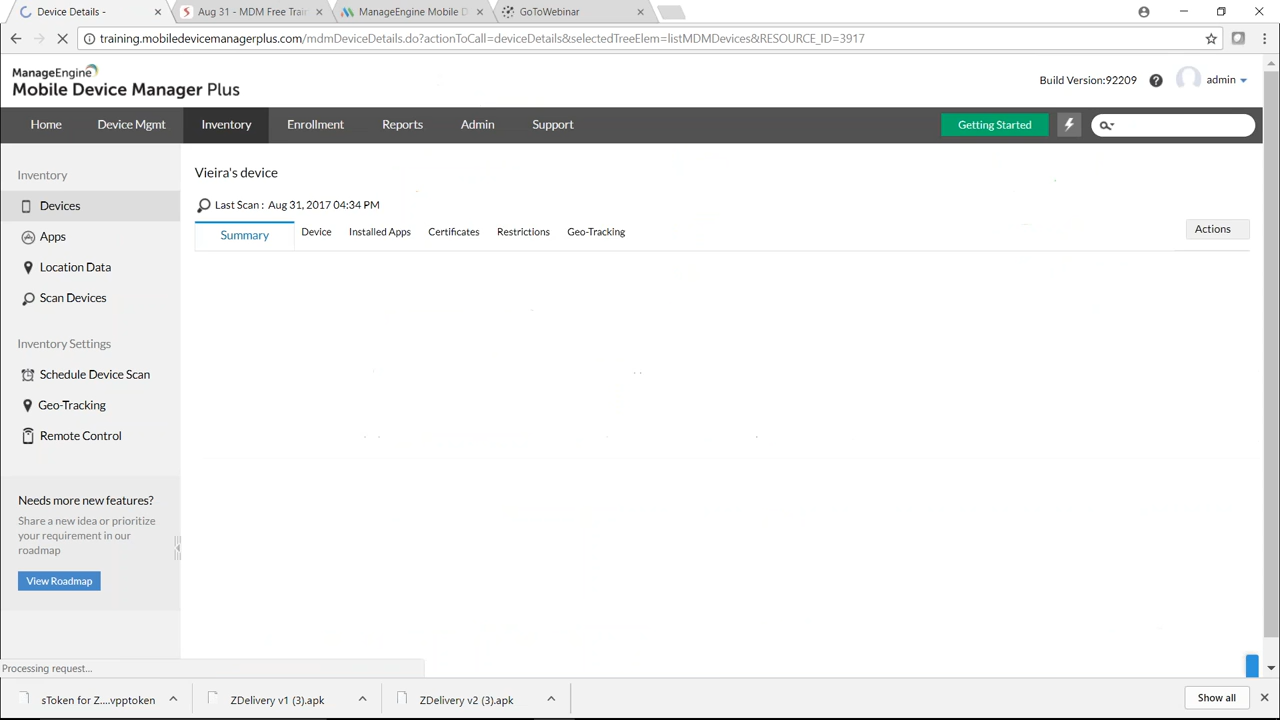 Device Details -
Aug 31 - MDM Free Train
ManageEngine Mobile D
GoToWebinar
training.mobiledevicemanagerplus.com/mdmDeviceDetails.do?actionToCall=deviceDetails&selectedTreeElem=listMDMDevices&RESOURCE_ID=3917
ManageEngine
Mobile Device Manager Plus
Build Version:92209
admin
Home
Device Mgmt
Inventory
Enrollment
Reports
Admin
Support
Getting Started
Inventory
Devices
Apps
Location Data
Scan Devices
Inventory Settings
Schedule Device Scan
Geo-Tracking
Remote Control
Needs more new features?
Share a new idea or prioritize
your requirement in our
roadmap
View Roadmap
Vieira's device
Last Scan : Aug 31, 2017 04:34 PM
Summary
Device
Installed Apps
Certificates
Restrictions
Geo-Tracking
Actions
Processing request...
sToken for Z....vpptoken
ZDelivery v1 (3).apk
ZDelivery v2 (3).apk
Show all